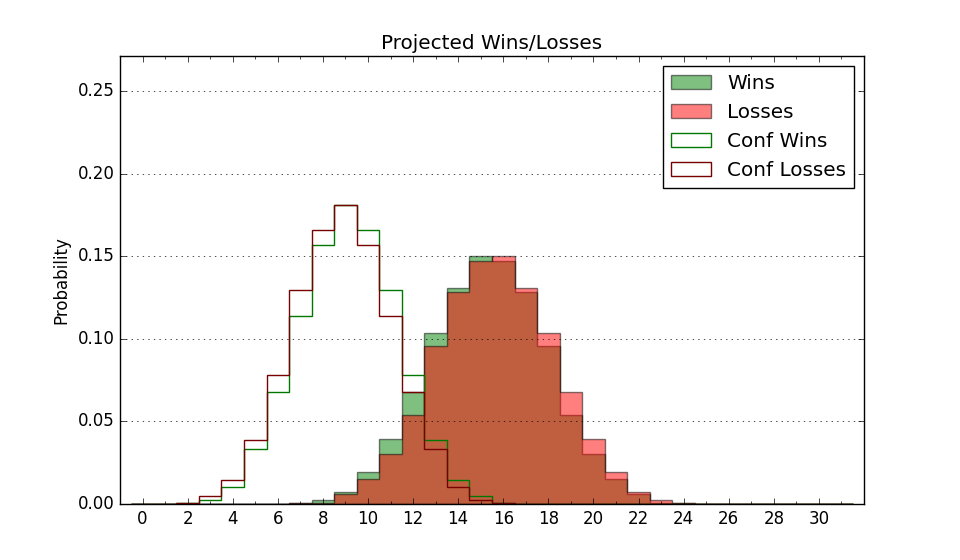 Projected Wins/Losses
Probability
0.25
0.20
0.15
0.10
0.05
0.00
0 2 4 6 8 10 12 14 16 18 20 22 24 26 28 30
Wins
Losses
Conf Wins
Conf Losses